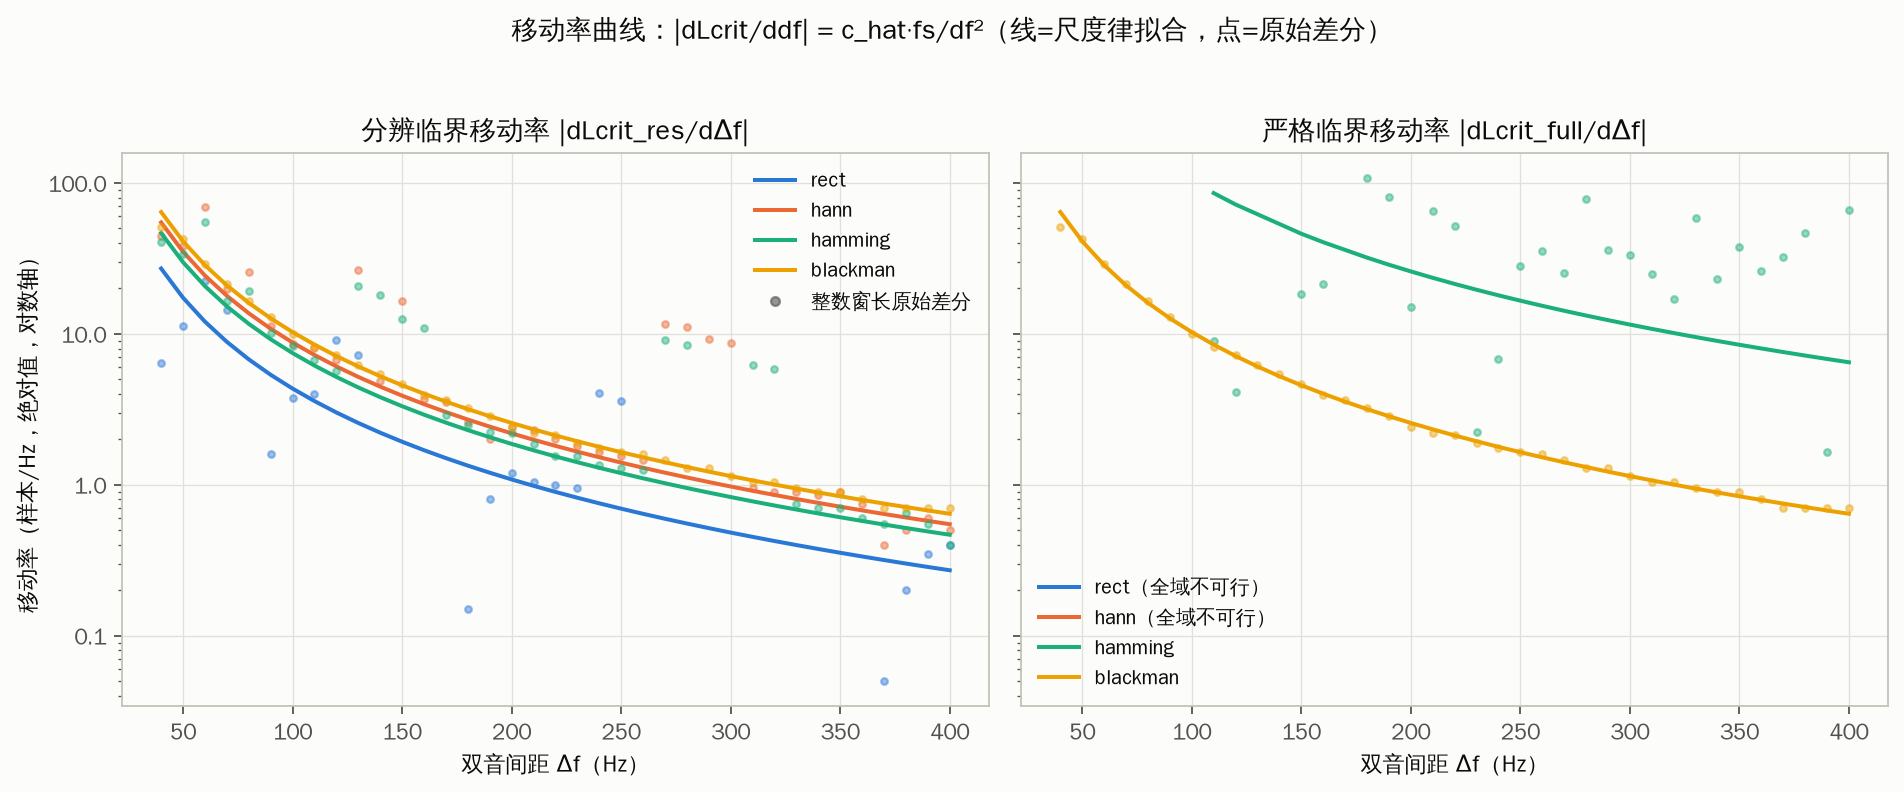 移动率曲线：|dLcrit/ddf| = c_hat·fs/df²（线=尺度律拟合，点=原始差分）
分辨临界移动率 |dLcrit_res/dΔf|
移动率（样本/Hz，绝对值，对数轴）
100.0
10.0
1.0
0.1
rect
hann
hamming
blackman
整数窗长原始差分
50 100 150 200 250 300 350 400
双音间距 Δf（Hz）
严格临界移动率 |dLcrit_full/dΔf|
rect（全域不可行）
hann（全域不可行）
hamming
blackman
50 100 150 200 250 300 350 400
双音间距 Δf（Hz）